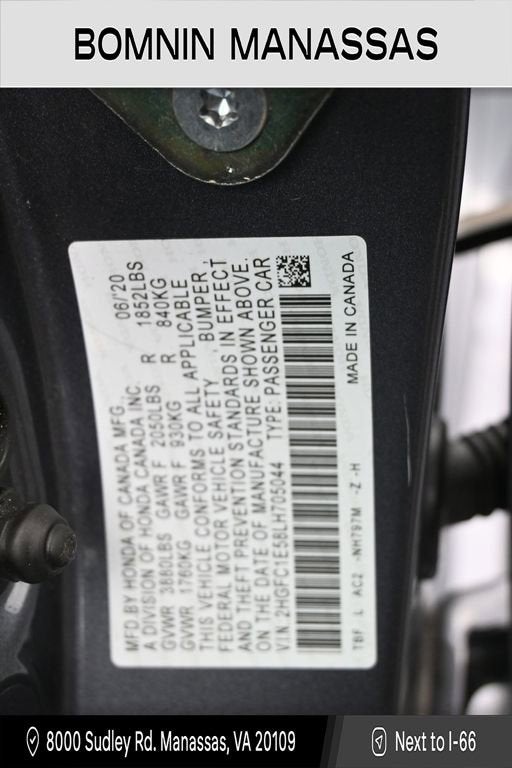 BOMNIN MANASSAS
MFD.BY HONDA OF CANADA MFG., 06/'20
A DIVISION OF HONDA CANADA INC.
GVWR 3880LBS GAWR F 2050LBS R 1852LBS
GVWR 1760KG GAWR F 930KG R 840KG
THIS VEHICLE CONFORMS TO ALL APPLICABLE
FEDERAL MOTOR VEHICLE SAFETY, BUMPER,
AND THEFT PREVENTION STANDARDS IN EFFECT
ON THE DATE OF MANUFACTURE SHOWN ABOVE.
V.I.N. 2HGFC1E58LH705044 TYPE: PASSENGER CAR
TBF L AC2 -NH797M -Z -H MADE IN CANADA
8000 Sudley Rd. Manassas, VA 20109
Next to I-66